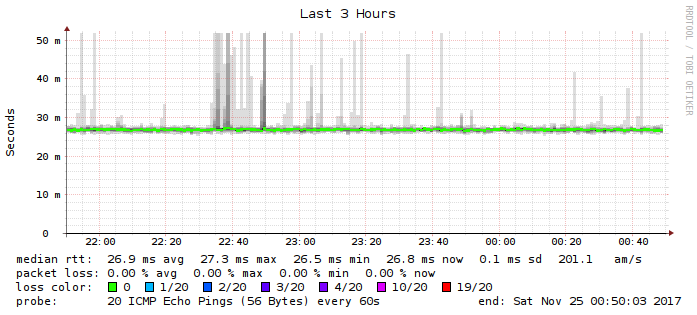 Last 3 Hours
RRDTOOL / TOBI OETIKER
Seconds
50 m
40 m
30 m
20 m
10 m
0
22:00 22:20 22:40 23:00 23:20 23:40 00:00 00:20 00:40
median rtt: 26.9 ms avg 27.3 ms max 26.5 ms min 26.8 ms now 0.1 ms sd 201.1 am/s
packet loss: 0.00 % avg 0.00 % max 0.00 % min 0.00 % now
loss color: 0 1/20 2/20 3/20 4/20 10/20 19/20
probe: 20 ICMP Echo Pings (56 Bytes) every 60s end: Sat Nov 25 00:50:03 2017